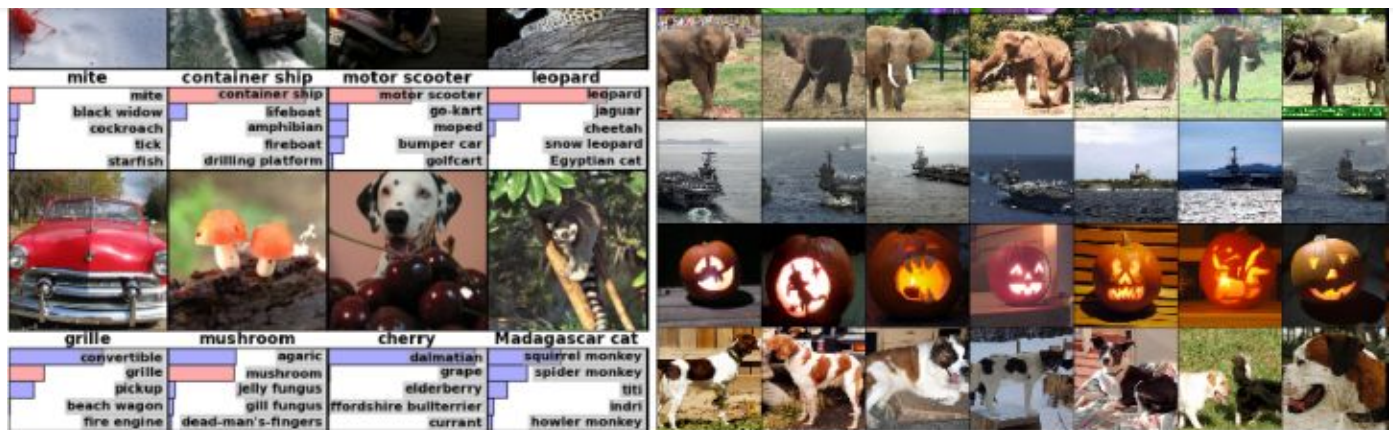 mite container ship motor scooter leopard
mite container ship motor scooter leopard
black widow lifeboat go-kart jaguar
cockroach amphibian moped cheetah
tick fireboat bumper car snow leopard
starfish drilling platform golfcart Egyptian cat
grille mushroom cherry Madagascar cat
convertible agaric dalmatian squirrel monkey
grille mushroom grape spider monkey
pickup jelly fungus elderberry titi
beach wagon gill fungus ffordshire bullterrier indri
fire engine dead-man's-fingers currant howler monkey